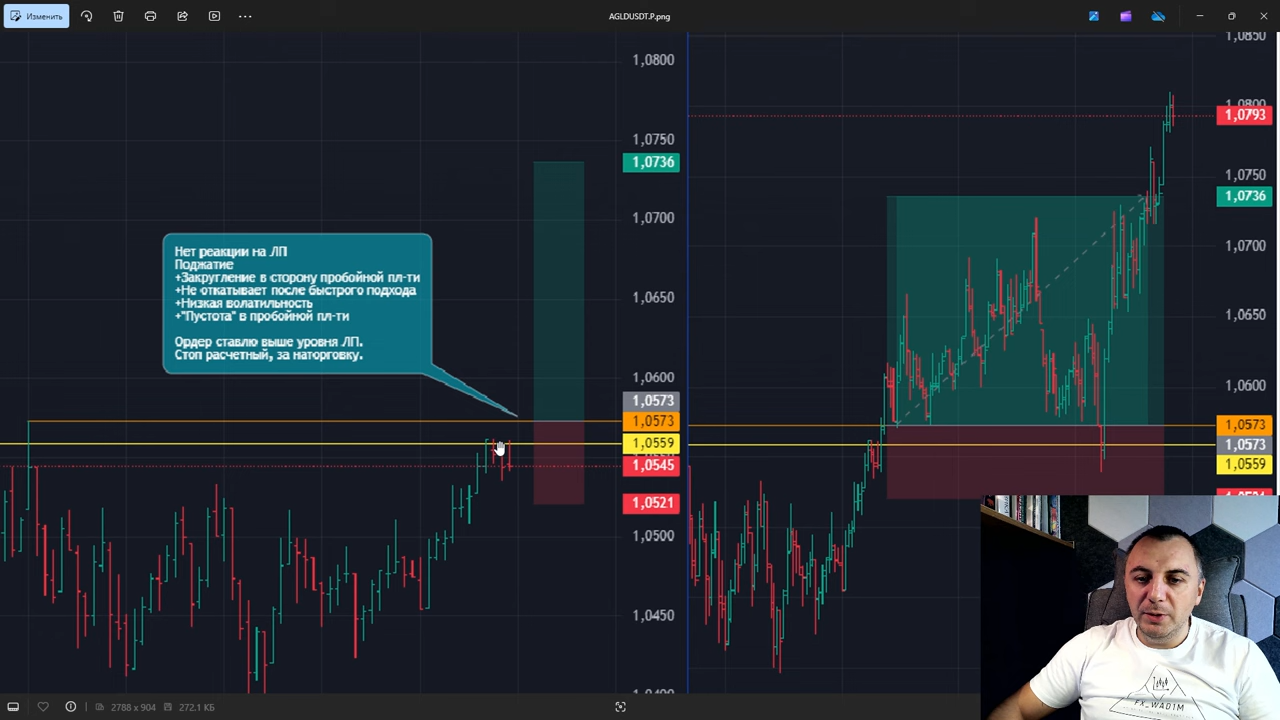 Изменить
AGLDUSDT.P.png
1,0800
1,0750
1,0736
1,0700
1,0650
1,0600
1,0573
1,0573
1,0559
1,0545
1,0521
1,0500
1,0450
Нет реакции на ЛП
Поджатие
+Закругление в сторону пробойной пл-ти
+Не откатывает после быстрого подхода
+Низкая волатильность
+"Пустота" в пробойной пл-ти
Ордер ставлю выше уровня ЛП.
Стоп расчетный, за наторговку.
1,0850
1,0800
1,0793
1,0750
1,0736
1,0700
1,0650
1,0600
1,0573
1,0573
1,0559
FX_WAD1M
2788 x 904
272.1 КБ